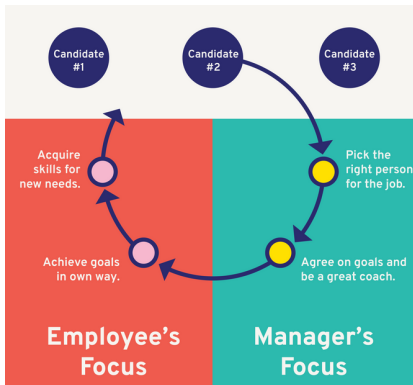 Candidate
#1
Candidate
#2
Candidate
#3
Acquire
skills for
new needs.
Pick the
right person
for the job.
Achieve goals
in own way.
Agree on goals and
be a great coach.
Employee's
Focus
Manager's
Focus